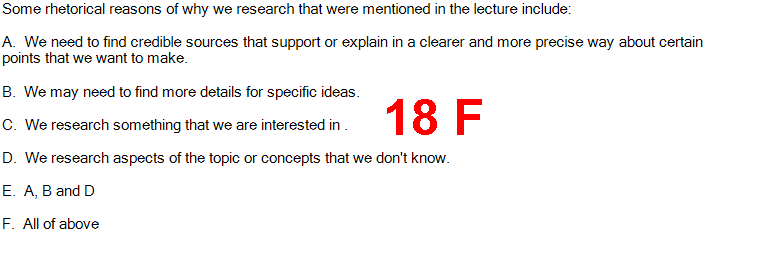 Some rhetorical reasons of why we research that were mentioned in the lecture include:
A. We need to find credible sources that support or explain in a clearer and more precise way about certain
points that we want to make.
B. We may need to find more details for specific ideas.
C. We research something that we are interested in .
18 F
D. We research aspects of the topic or concepts that we don't know.
E. A, B and D
F. All of above